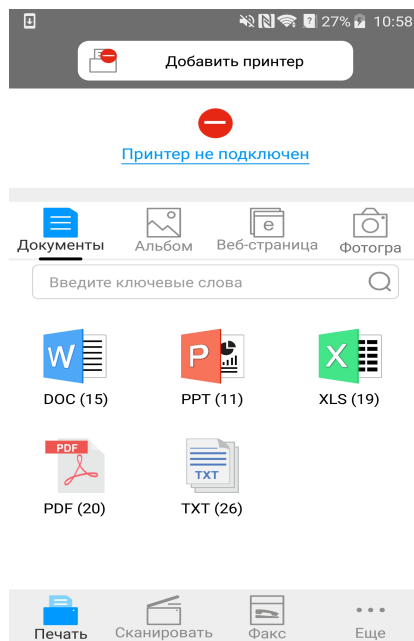 27% 10:58
Добавить принтер
Принтер не подключен
Документы Альбом Веб-страница Фотогра
Введите ключевые слова
W P X
DOC (15) PPT (11) XLS (19)
PDF TXT
PDF (20) TXT (26)
Печать Сканировать Факс Еще